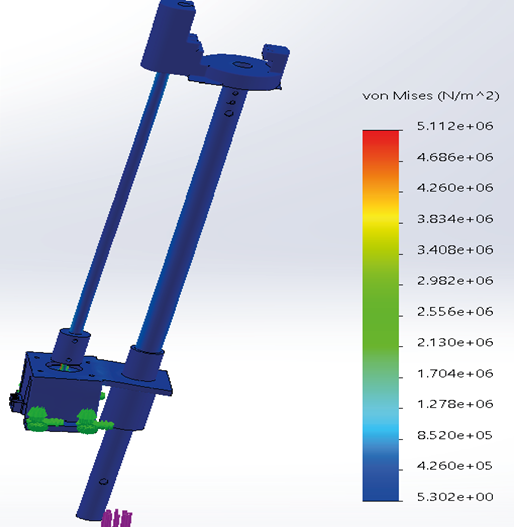 von Mises (N/m^2)
5.112e+06
4.686e+06
4.260e+06
3.834e+06
3.408e+06
2.982e+06
2.556e+06
2.130e+06
1.704e+06
1.278e+06
8.520e+05
4.260e+05
5.302e+00